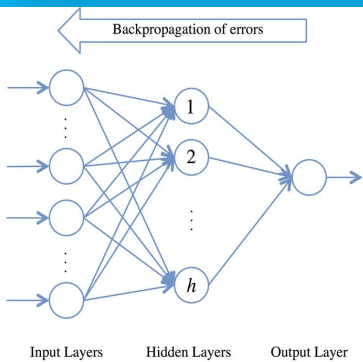 Backpropagation of errors
1
2
h
Input Layers Hidden Layers Output Layer